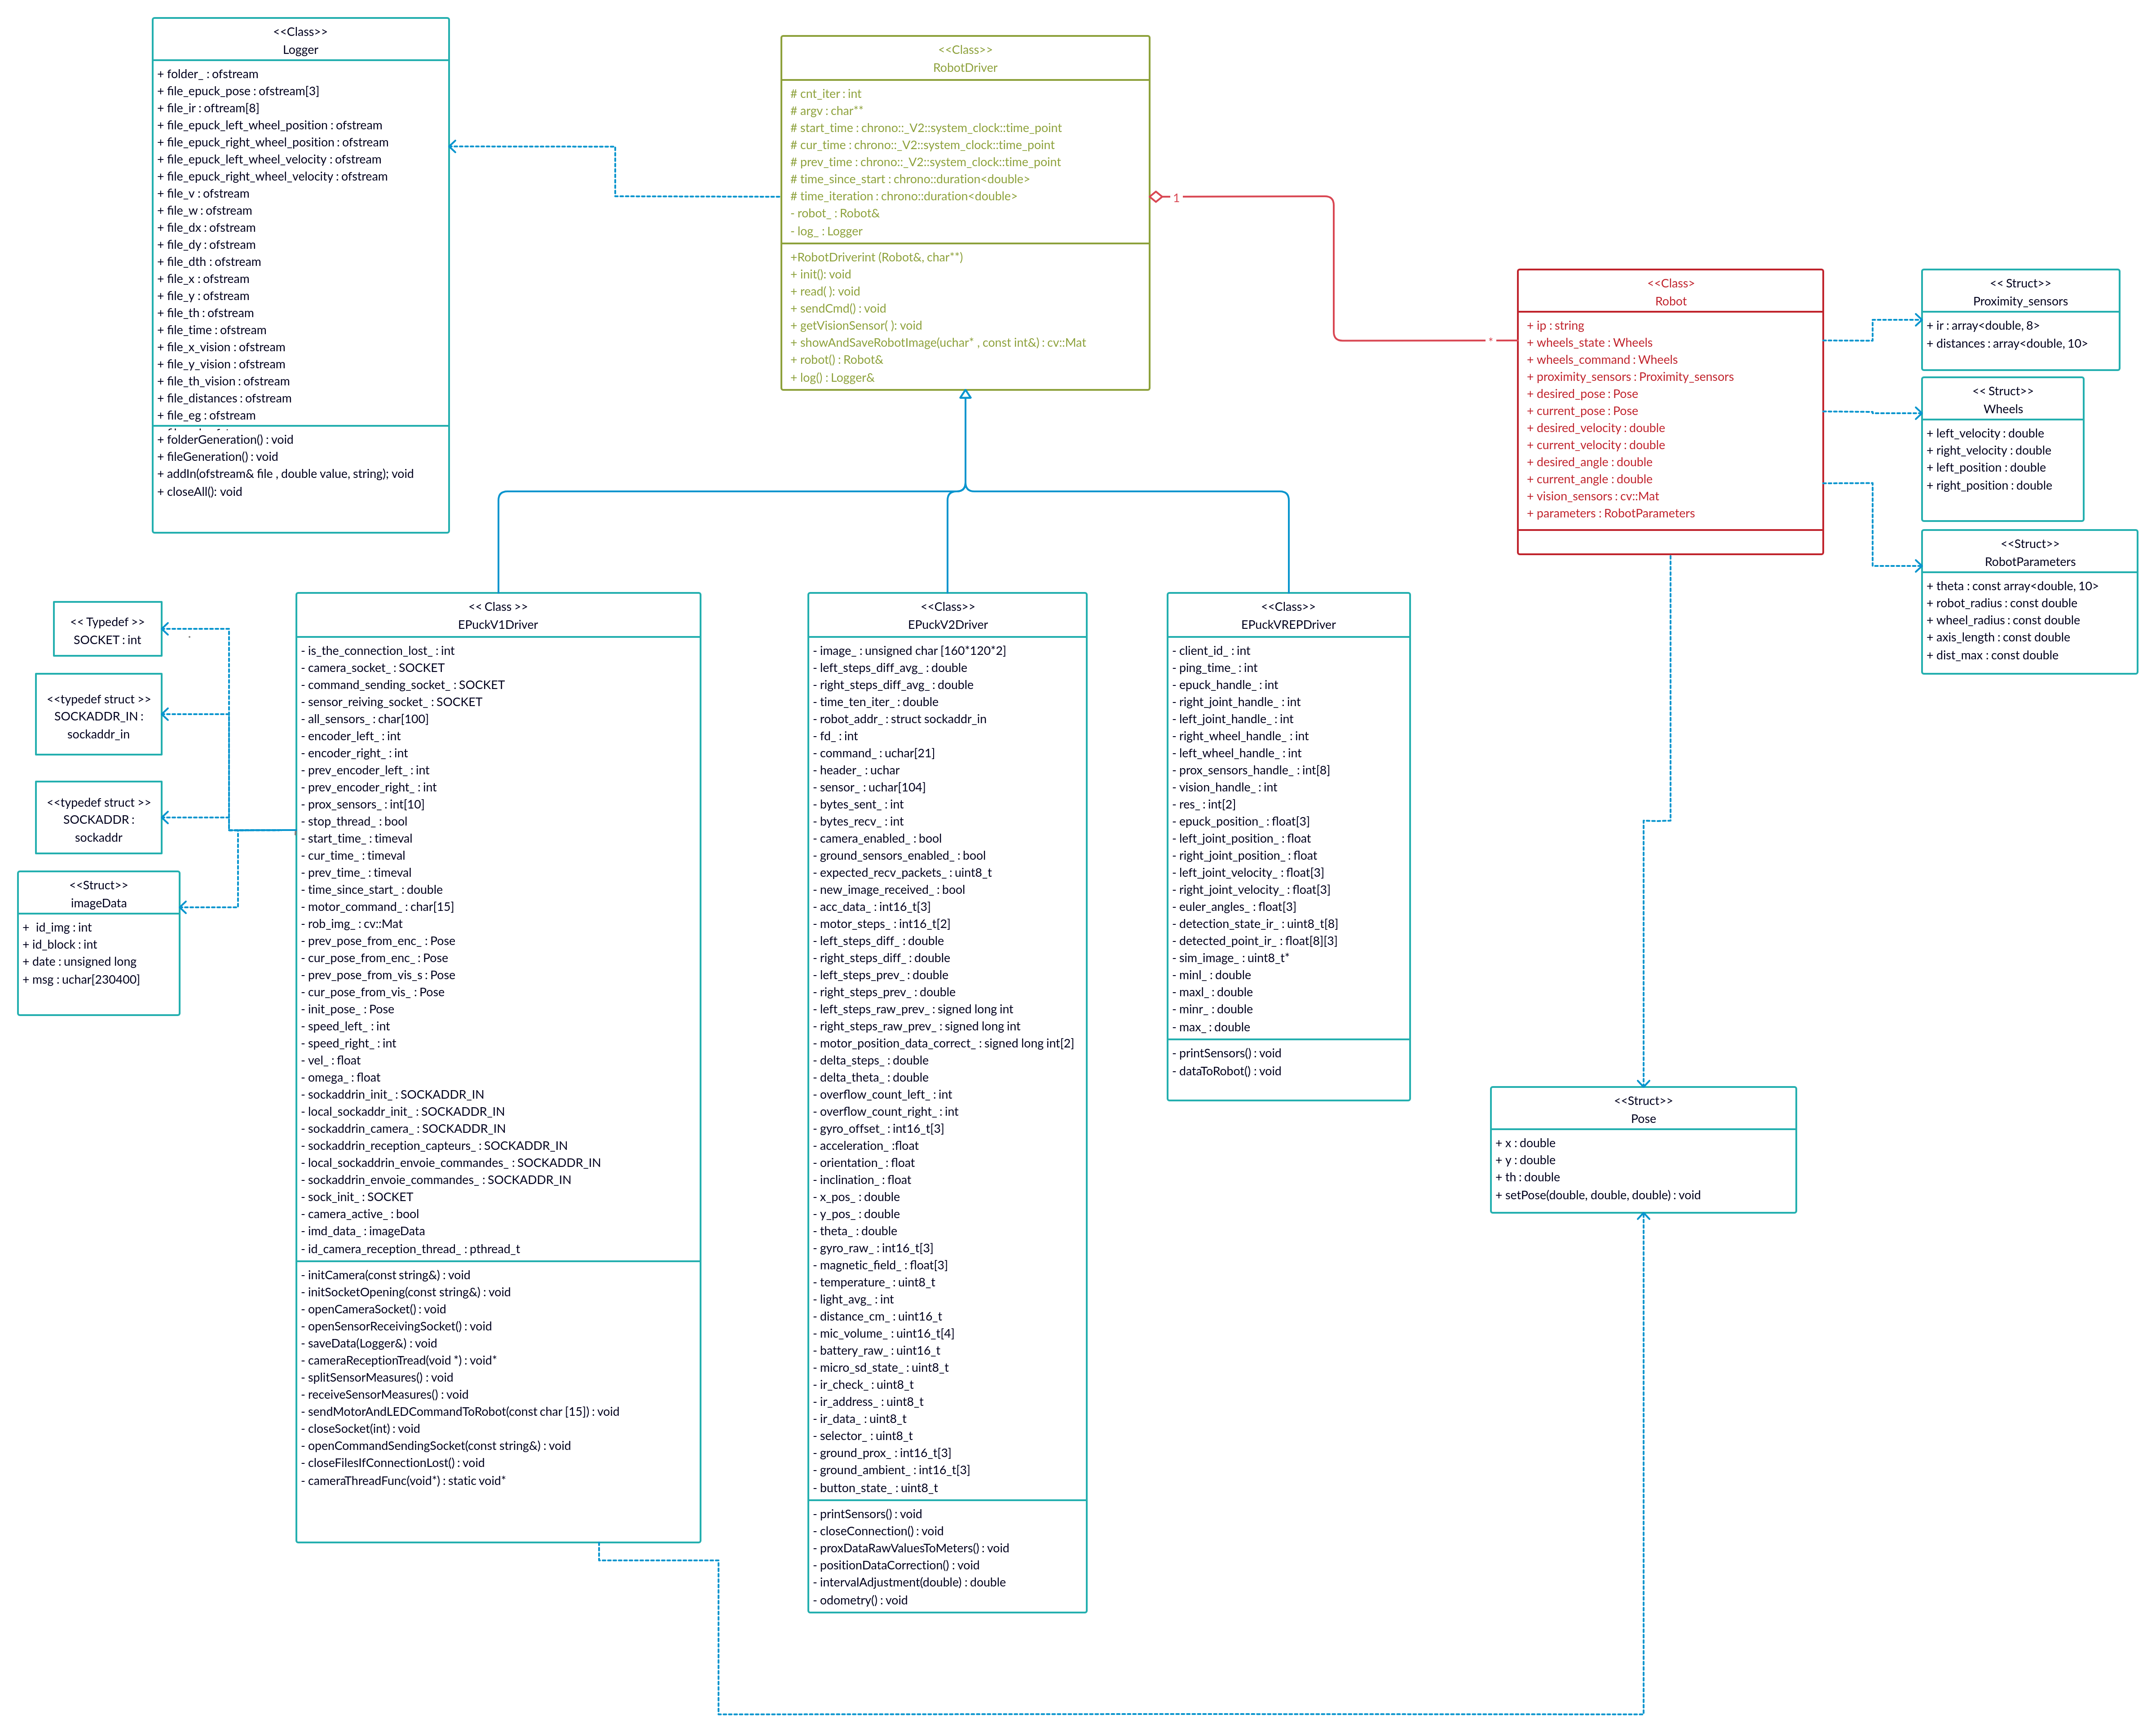 <<Class>>
Logger
+ folder_ : ofstream
+ file_epuck_pose : ofstream[3]
+ file_ir : oftream[8]
+ file_epuck_left_wheel_position : ofstream
+ file_epuck_right_wheel_position : ofstream
+ file_epuck_left_wheel_velocity : ofstream
+ file_epuck_right_wheel_velocity : ofstream
+ file_v : ofstream
+ file_w : ofstream
+ file_dx : ofstream
+ file_dy : ofstream
+ file_dth : ofstream
+ file_x : ofstream
+ file_y : ofstream
+ file_th : ofstream
+ file_time : ofstream
+ file_x_vision : ofstream
+ file_y_vision : ofstream
+ file_th_vision : ofstream
+ file_distances : ofstream
+ file_eg : ofstream
+ folderGeneration() : void
+ fileGeneration() : void
+ addIn(ofstream& file , double value, string); void
+ closeAll(): void
<<Class>>
RobotDriver
# cnt_iter : int
# argv : char**
# start_time : chrono::_V2::system_clock::time_point
# cur_time : chrono::_V2::system_clock::time_point
# prev_time : chrono::_V2::system_clock::time_point
# time_since_start : chrono::duration<double>
# time_iteration : chrono::duration<double>
- robot_ : Robot&
- log_ : Logger
+RobotDriverint (Robot&, char**)
+ init(): void
+ read( ): void
+ sendCmd() : void
+ getVisionSensor( ): void
+ showAndSaveRobotImage(uchar* , const int&) : cv::Mat
+ robot() : Robot&
+ log() : Logger&
1
*
<<Class>
Robot
+ ip : string
+ wheels_state : Wheels
+ wheels_command : Wheels
+ proximity_sensors : Proximity_sensors
+ desired_pose : Pose
+ current_pose : Pose
+ desired_velocity : double
+ current_velocity : double
+ desired_angle : double
+ current_angle : double
+ vision_sensors : cv::Mat
+ parameters : RobotParameters
<< Struct>>
Proximity_sensors
+ ir : array<double, 8>
+ distances : array<double, 10>
<< Struct>>
Wheels
+ left_velocity : double
+ right_velocity : double
+ left_position : double
+ right_position : double
<<Struct>>
RobotParameters
+ theta : const array<double, 10>
+ robot_radius : const double
+ wheel_radius : const double
+ axis_length : const double
+ dist_max : const double
<< Typedef >>
SOCKET : int
<<typedef struct >>
SOCKADDR_IN :
sockaddr_in
<<typedef struct >>
SOCKADDR :
sockaddr
<<Struct>>
imageData
+ id_img : int
+ id_block : int
+ date : unsigned long
+ msg : uchar[230400]
<< Class >>
EPuckV1Driver
- is_the_connection_lost_ : int
- camera_socket_ : SOCKET
- command_sending_socket_ : SOCKET
- sensor_reiving_socket_ : SOCKET
- all_sensors_ : char[100]
- encoder_left_ : int
- encoder_right_ : int
- prev_encoder_left_ : int
- prev_encoder_right_ : int
- prox_sensors_ : int[10]
- stop_thread_ : bool
- start_time_ : timeval
- cur_time_ : timeval
- prev_time_ : timeval
- time_since_start_ : double
- motor_command_ : char[15]
- rob_img_ : cv::Mat
- prev_pose_from_enc_ : Pose
- cur_pose_from_enc_ : Pose
- prev_pose_from_vis_s : Pose
- cur_pose_from_vis_ : Pose
- init_pose_ : Pose
- speed_left_ : int
- speed_right_ : int
- vel_ : float
- omega_ : float
- sockaddrin_init_ : SOCKADDR_IN
- local_sockaddr_init_ : SOCKADDR_IN
- sockaddrin_camera_ : SOCKADDR_IN
- sockaddrin_reception_capteurs_ : SOCKADDR_IN
- local_sockaddrin_envoie_commandes_ : SOCKADDR_IN
- sockaddrin_envoie_commandes_ : SOCKADDR_IN
- sock_init_ : SOCKET
- camera_active_ : bool
- imd_data_ : imageData
- id_camera_reception_thread_ : pthread_t
- initCamera(const string&) : void
- initSocketOpening(const string&) : void
- openCameraSocket() : void
- openSensorReceivingSocket() : void
- saveData(Logger&) : void
- cameraReceptionTread(void *) : void*
- splitSensorMeasures() : void
- receiveSensorMeasures() : void
- sendMotorAndLEDCommandToRobot(const char [15]) : void
- closeSocket(int) : void
- openCommandSendingSocket(const string&) : void
- closeFilesIfConnectionLost() : void
- cameraThreadFunc(void*) : static void*
<<Class>>
EPuckV2Driver
- image_ : unsigned char [160*120*2]
- left_steps_diff_avg_ : double
- right_steps_diff_avg_ : double
- time_ten_iter_ : double
- robot_addr_ : struct sockaddr_in
- fd_ : int
- command_ : uchar[21]
- header_ : uchar
- sensor_ : uchar[104]
- bytes_sent_ : int
- bytes_recv_ : int
- camera_enabled_ : bool
- ground_sensors_enabled_ : bool
- expected_recv_packets_ : uint8_t
- new_image_received_ : bool
- acc_data_ : int16_t[3]
- motor_steps_ : int16_t[2]
- left_steps_diff_ : double
- right_steps_diff_ : double
- left_steps_prev_ : double
- right_steps_prev_ : double
- left_steps_raw_prev_ : signed long int
- right_steps_raw_prev_ : signed long int
- motor_position_data_correct_ : signed long int[2]
- delta_steps_ : double
- delta_theta_ : double
- overflow_count_left_ : int
- overflow_count_right_ : int
- gyro_offset_ : int16_t[3]
- acceleration_ :float
- orientation_ : float
- inclination_ : float
- x_pos_ : double
- y_pos_ : double
- theta_ : double
- gyro_raw_ : int16_t[3]
- magnetic_field_ : float[3]
- temperature_ : uint8_t
- light_avg_ : int
- distance_cm_ : uint16_t
- mic_volume_ : uint16_t[4]
- battery_raw_ : uint16_t
- micro_sd_state_ : uint8_t
- ir_check_ : uint8_t
- ir_address_ : uint8_t
- ir_data_ : uint8_t
- selector_ : uint8_t
- ground_prox_ : int16_t[3]
- ground_ambient_ : int16_t[3]
- button_state_ : uint8_t
- printSensors() : void
- closeConnection() : void
- proxDataRawValuesToMeters() : void
- positionDataCorrection() : void
- intervalAdjustment(double) : double
- odometry() : void
<<Class>>
EPuckVREPDriver
- client_id_ : int
- ping_time_ : int
- epuck_handle_ : int
- right_joint_handle_ : int
- left_joint_handle_ : int
- right_wheel_handle_ : int
- left_wheel_handle_ : int
- prox_sensors_handle_ : int[8]
- vision_handle_ : int
- res_ : int[2]
- epuck_position_ : float[3]
- left_joint_position_ : float
- right_joint_position_ : float
- left_joint_velocity_ : float[3]
- right_joint_velocity_ : float[3]
- euler_angles_ : float[3]
- detection_state_ir_ : uint8_t[8]
- detected_point_ir_ : float[8][3]
- sim_image_ : uint8_t*
- minl_ : double
- maxl_ : double
- minr_ : double
- max_ : double
- printSensors() : void
- dataToRobot() : void
<<Struct>>
Pose
+ x : double
+ y : double
+ th : double
+ setPose(double, double, double) : void